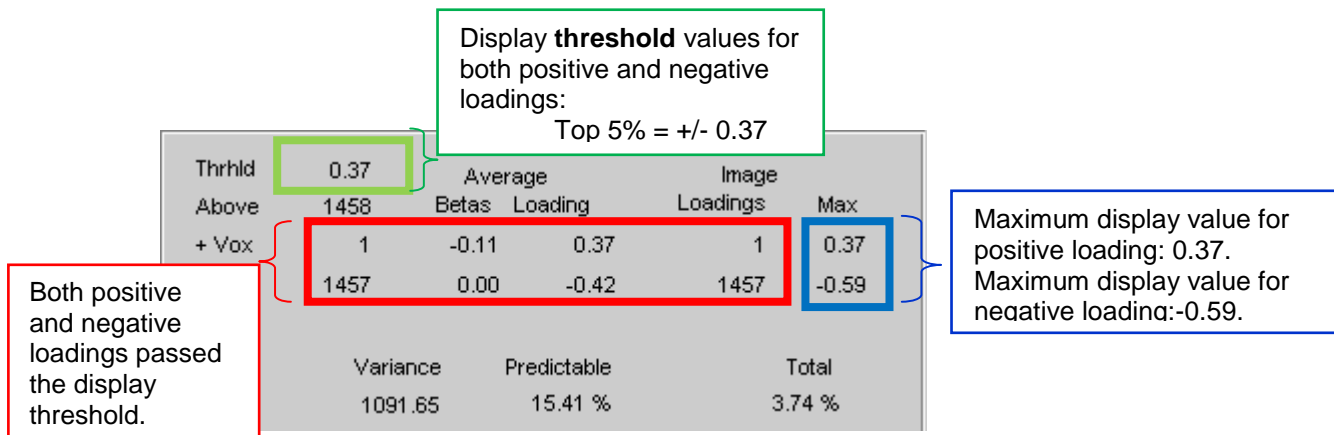 Display threshold values for
both positive and negative
loadings:
Top 5% = +/- 0.37
Thrhld 0.37 Average Image
Above 1458 Betas Loading Loadings Max
+ Vox 1 -0.11 0.37 1 0.37
1457 0.00 -0.42 1457 -0.59
Variance Predictable Total
1091.65 15.41 % 3.74 %
Both positive
and negative
loadings passed
the display
threshold.
Maximum display value for
positive loading: 0.37.
Maximum display value for
negative loading:-0.59.